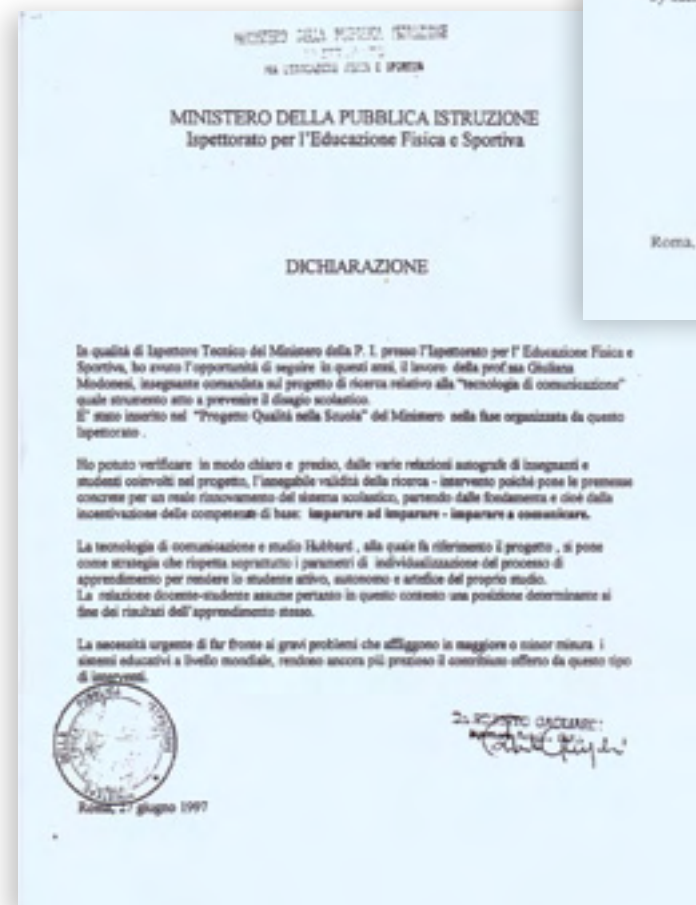 MINISTERO DELLA PUBBLICA ISTRUZIONE
E SPORTIVA
MINISTERO DELLA PUBBLICA ISTRUZIONE
Ispettorato per l'Educazione Fisica e Sportiva
DICHIARAZIONE
In qualità di Ispettore Tecnico del Ministero della P. I. presso l'Ispettorato per l' Educazione Fisica e
Sportiva, ho avuto l'opportunità di seguire in questi anni, il lavoro della prof.ssa Giuliana
Modonesi, insegnante comandata sul progetto di ricerca relativo alla "tecnologia di comunicazione"
quale strumento atto a prevenire il disagio scolastico.
E' stato inserito nel "Progetto Qualità nella Scuola" del Ministero nella fase organizzata da questo
Ispettorato .
Ho potuto verificare in modo chiaro e preciso, dalle varie relazioni autografe di insegnanti e
studenti coinvolti nel progetto, l'innegabile validità della ricerca - intervento poiché pone le premesse
concrete per un reale rinnovamento del sistema scolastico, partendo dalle fondamenta e cioè dalla
incentivazione delle competenze di base: imparare ad imparare - imparare a comunicare.
La tecnologia di comunicazione e studio Hubbard , alla quale fa riferimento il progetto , si pone
come strategia che rispetta soprattutto i parametri di individualizzazione del processo di
apprendimento per rendere lo studente attivo, autonomo e artefice del proprio studio.
La relazione docente-studente assume pertanto in questo contesto una posizione determinante ai
fine dei risultati dell'apprendimento stesso.
La necessità urgente di far fronte ai gravi problemi che affliggono in maggiore o minor misura i
sistemi educativi a livello mondiale, rendono ancora più prezioso il contributo offerto da questo tipo
di interventi.
Roma, 27 giugno 1997
Roma,